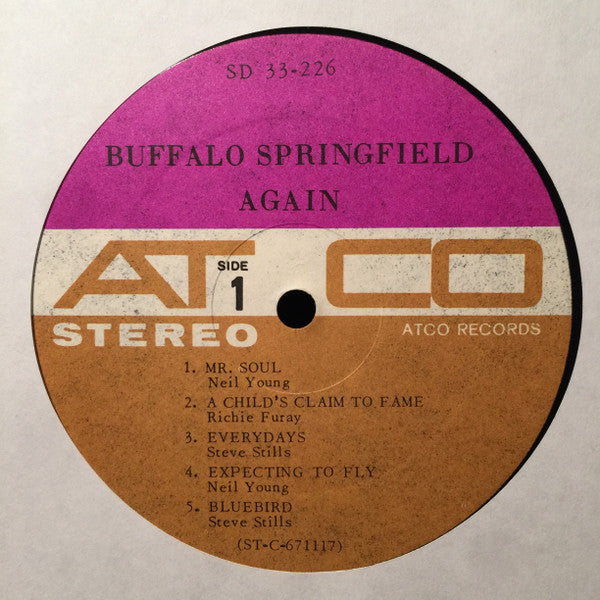 SD 33-226
BUFFALO SPRINGFIELD
AGAIN
ATCO
SIDE
1
STEREO
ATCO RECORDS
1. MR. SOUL
Neil Young
2. A CHILD'S CLAIM TO FAME
Richie Furay
3. EVERYDAYS
Steve Stills
4. EXPECTING TO FLY
Neil Young
5. BLUEBIRD
Steve Stills
(ST-C-671117)